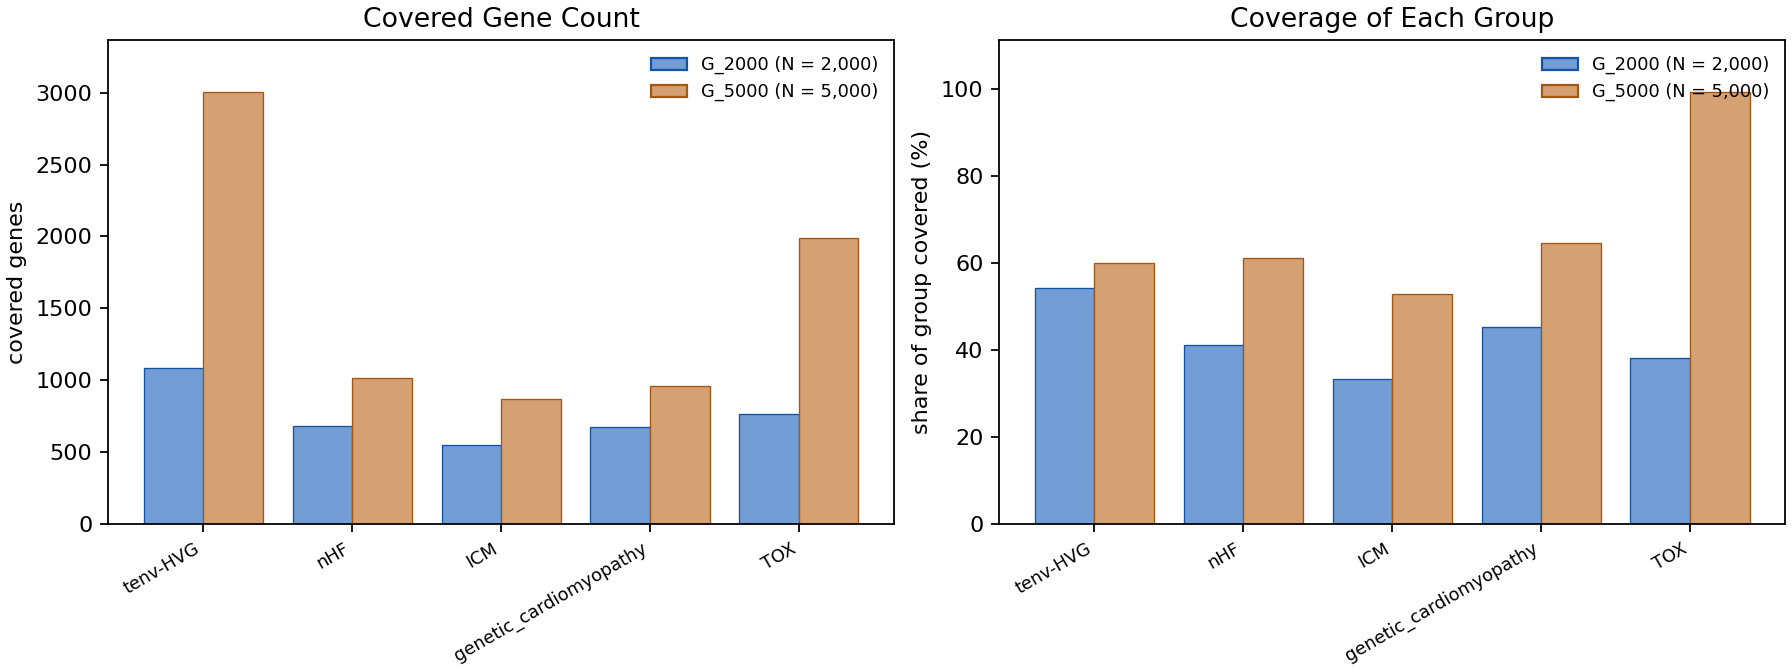 Covered Gene Count
covered genes
3000
2500
2000
1500
1000
500
0
G_2000 (N = 2,000)
G_5000 (N = 5,000)
tenv-HVG
nHF
ICM
genetic_cardiomyopathy
TOX
Coverage of Each Group
share of group covered (%)
100
80
60
40
20
0
G_2000 (N = 2,000)
G_5000 (N = 5,000)
tenv-HVG
nHF
ICM
genetic_cardiomyopathy
TOX